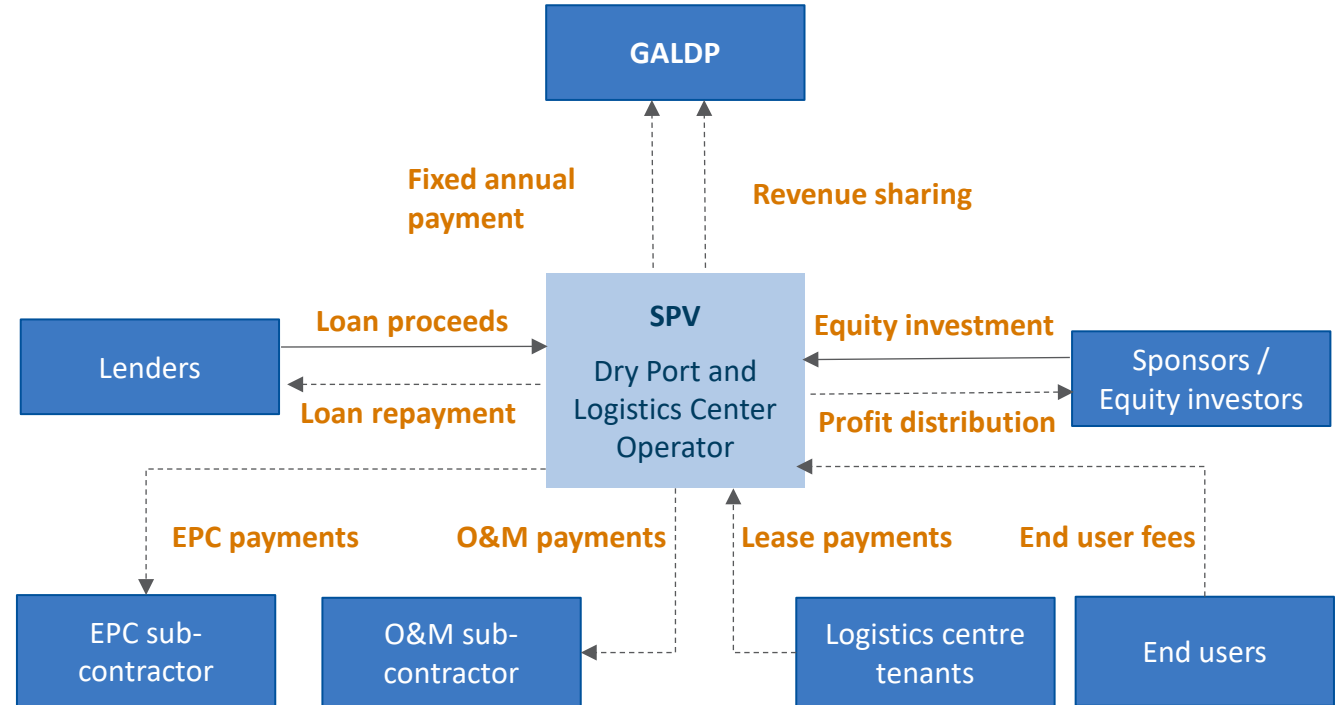 GALDP
Fixed annual
payment
Revenue sharing
SPV
Dry Port and
Logistics Center
Operator
Lenders
Loan proceeds
Loan repayment
Equity investment
Profit distribution
Sponsors /
Equity investors
EPC payments
O&M payments
Lease payments
End user fees
EPC sub-
contractor
O&M sub-
contractor
Logistics centre
tenants
End users